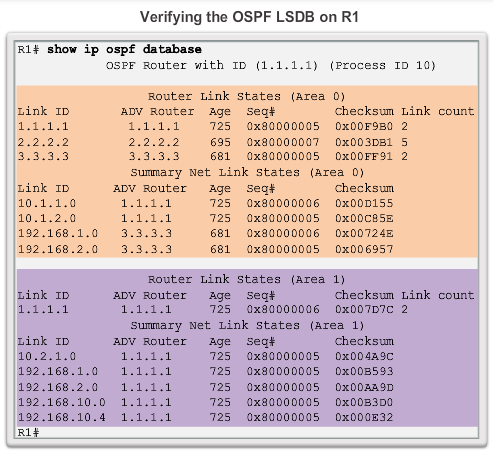 Verifying the OSPF LSDB on R1
R1# show ip ospf database
OSPF Router with ID (1.1.1.1) (Process ID 10)
Router Link States (Area 0)
Link ID ADV Router Age Seq# Checksum Link count
1.1.1.1 1.1.1.1 725 0x80000005 0x00F9B0 2
2.2.2.2 2.2.2.2 695 0x80000007 0x003DB1 5
3.3.3.3 3.3.3.3 681 0x80000005 0x00FF91 2
Summary Net Link States (Area 0)
Link ID ADV Router Age Seq# Checksum
10.1.1.0 1.1.1.1 725 0x80000006 0x00D155
10.1.2.0 1.1.1.1 725 0x80000005 0x00C85E
192.168.1.0 3.3.3.3 681 0x80000006 0x00724E
192.168.2.0 3.3.3.3 681 0x80000005 0x006957
Router Link States (Area 1)
Link ID ADV Router Age Seq# Checksum Link count
1.1.1.1 1.1.1.1 725 0x80000006 0x007D7C 2
Summary Net Link States (Area 1)
Link ID ADV Router Age Seq# Checksum
10.2.1.0 1.1.1.1 725 0x80000005 0x004A9C
192.168.1.0 1.1.1.1 725 0x80000005 0x00B593
192.168.2.0 1.1.1.1 725 0x80000005 0x00AA9D
192.168.10.0 1.1.1.1 725 0x80000005 0x00B3D0
192.168.10.4 1.1.1.1 725 0x80000005 0x000E32
R1#